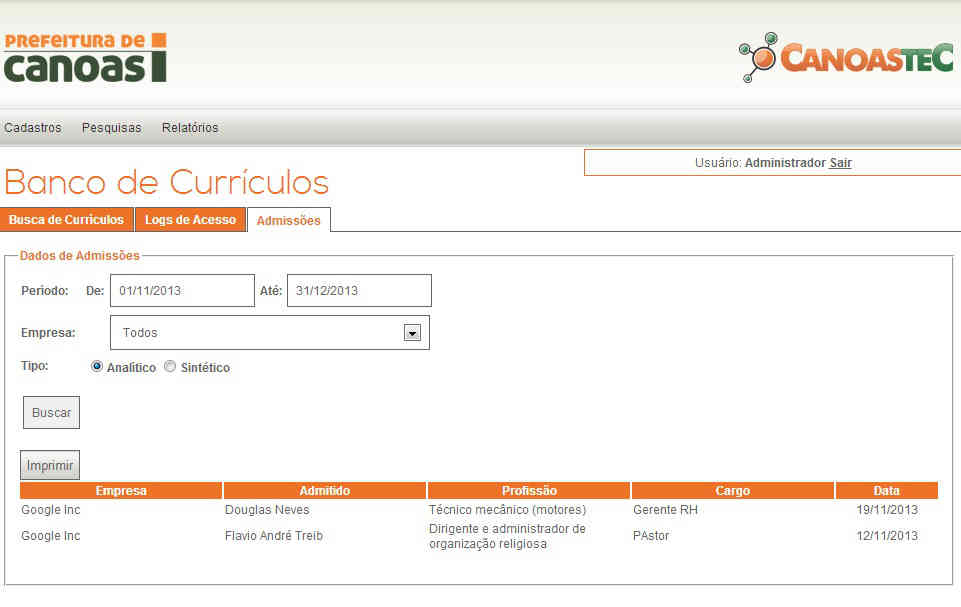 PREFEITURA DE
canoas
CANOASTEC
Cadastros Pesquisas Relatórios
Usuário: Administrador Sair
Banco de Currículos
Busca de Curriculos Logs de Acesso Admissões
Dados de Admissões
Periodo: De: 01/11/2013 Até: 31/12/2013
Empresa: Todos
Tipo: Analítico Sintético
Buscar
Imprimir
Empresa Admitido Profissão Cargo Data
Google Inc Douglas Neves Técnico mecânico (motores) Gerente RH 19/11/2013
Google Inc Flavio André Treib Dirigente e administrador de organização religiosa PAstor 12/11/2013